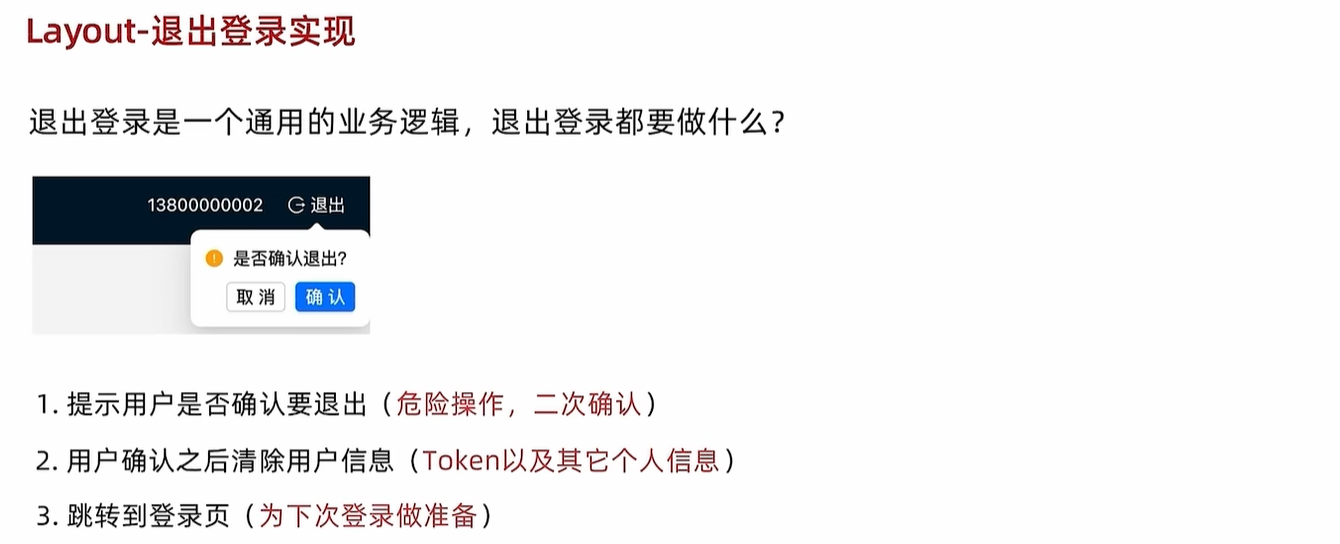 Layout-退出登录实现
退出登录是一个通用的业务逻辑，退出登录都要做什么？
13800000002 退出
是否确认退出?
取 消 确 认
1. 提示用户是否确认要退出（危险操作，二次确认）
2. 用户确认之后清除用户信息（Token以及其它个人信息）
3. 跳转到登录页（为下次登录做准备）